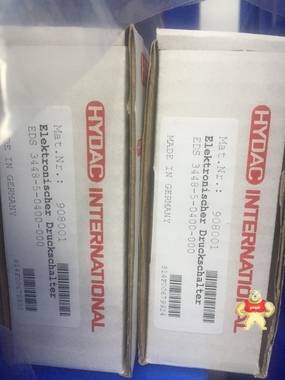 HYDAC INTERNATIONAL
Mat.Nr.: 908001
Elektronischer Druckschalter
EDS 3448-5-0400-000
MADE IN GERMANY
HYDAC INTERNATIONAL
Mat.Nr.: 908001
Elektronischer Druckschalter
EDS 3448-5-0400-000
MADE IN GERMANY